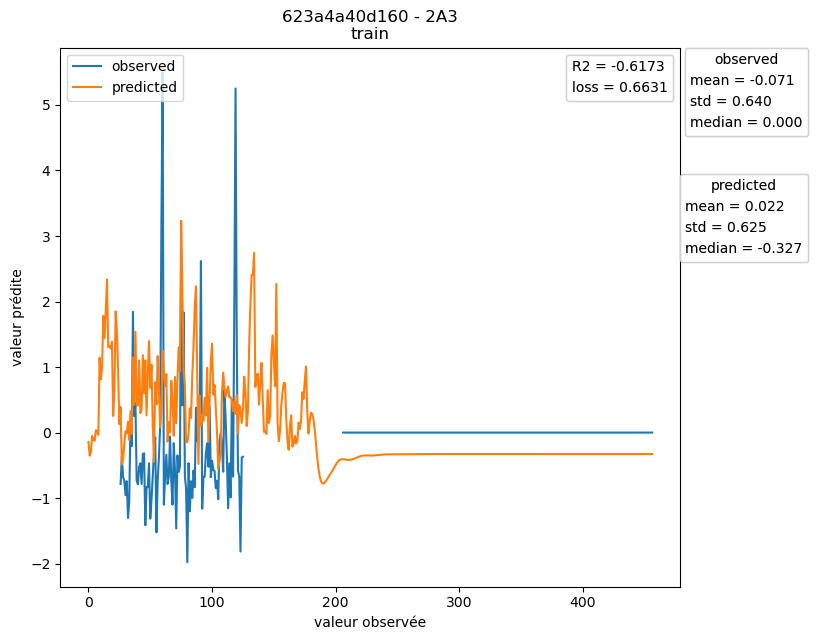 623a4a40d160 - 2A3
train
observed
predicted
R2 = -0.6173
loss = 0.6631
observed
mean = -0.071
std = 0.640
median = 0.000
predicted
mean = 0.022
std = 0.625
median = -0.327
valeur prédite
5
4
3
2
1
0
−1
−2
0
100
200
300
400
valeur observée